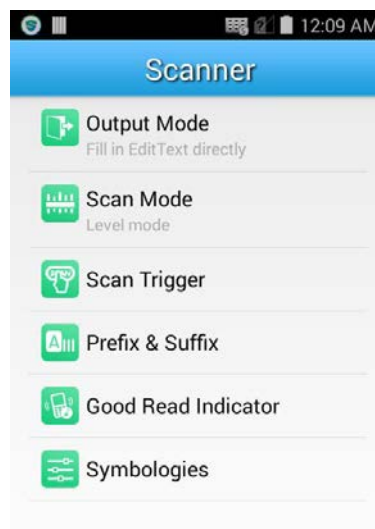 12:09 AM
Scanner
Output Mode
Fill in EditText directly
Scan Mode
Level mode
Scan Trigger
Prefix & Suffix
Good Read Indicator
Symbologies